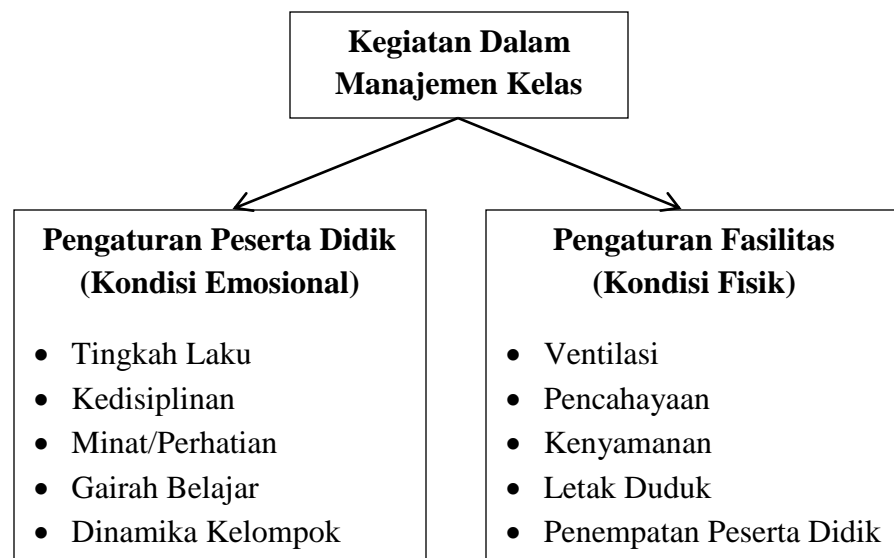 Kegiatan Dalam
Manajemen Kelas
Pengaturan Peserta Didik
(Kondisi Emosional)
• Tingkah Laku
• Kedisiplinan
• Minat/Perhatian
• Gairah Belajar
• Dinamika Kelompok
Pengaturan Fasilitas
(Kondisi Fisik)
• Ventilasi
• Pencahayaan
• Kenyamanan
• Letak Duduk
• Penempatan Peserta Didik